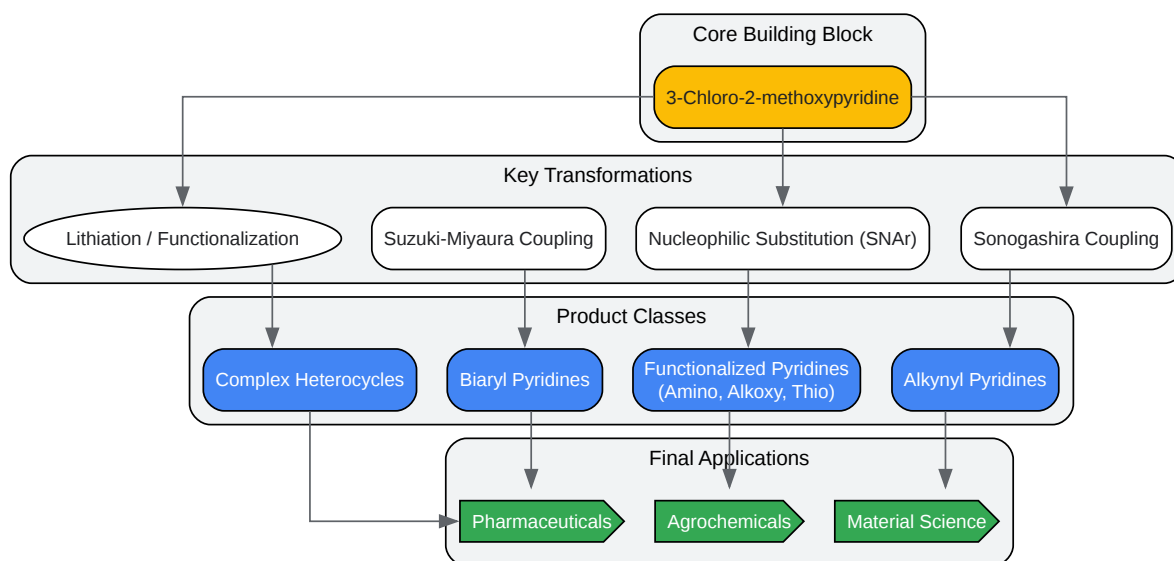 Core Building Block
3-Chloro-2-methoxypyridine
Key Transformations
Lithiation / Functionalization
Suzuki-Miyaura Coupling
Nucleophilic Substitution (SNAr)
Sonogashira Coupling
Product Classes
Complex Heterocycles
Biaryl Pyridines
Functionalized Pyridines
(Amino, Alkoxy, Thio)
Alkynyl Pyridines
Final Applications
Pharmaceuticals
Agrochemicals
Material Science